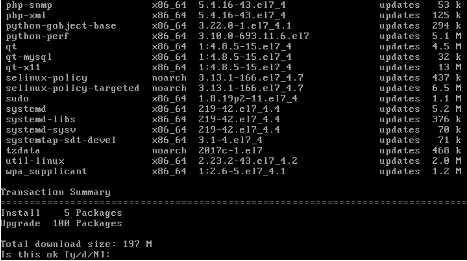 php-snmp x86_64 5.4.16-43.el7_4 updates 53 k
php-xml x86_64 5.4.16-43.el7_4 updates 125 k
python-gobject-base x86_64 3.22.0-1.el7_4.1 updates 294 k
python-perf x86_64 3.10.0-693.11.6.el7 updates 5.1 M
qt x86_64 1:4.8.5-15.el7_4 updates 4.5 M
qt-mysql x86_64 1:4.8.5-15.el7_4 updates 32 k
qt-x11 x86_64 1:4.8.5-15.el7_4 updates 13 M
selinux-policy noarch 3.13.1-166.el7_4.7 updates 437 k
selinux-policy-targeted noarch 3.13.1-166.el7_4.7 updates 6.5 M
sudo x86_64 1.8.19p2-11.el7_4 updates 1.1 M
systemd x86_64 219-42.el7_4.4 updates 5.2 M
systemd-libs x86_64 219-42.el7_4.4 updates 376 k
systemd-sysv x86_64 219-42.el7_4.4 updates 70 k
systemtap-sdt-devel x86_64 3.1-4.el7_4 updates 71 k
tzdata noarch 2017c-1.el7 updates 468 k
util-linux x86_64 2.23.2-43.el7_4.2 updates 2.0 M
wpa_supplicant x86_64 1:2.6-5.el7_4.1 updates 1.2 M
Transaction Summary
Install 5 Packages
Upgrade 100 Packages
Total download size: 197 M
Is this ok [y/d/N]: